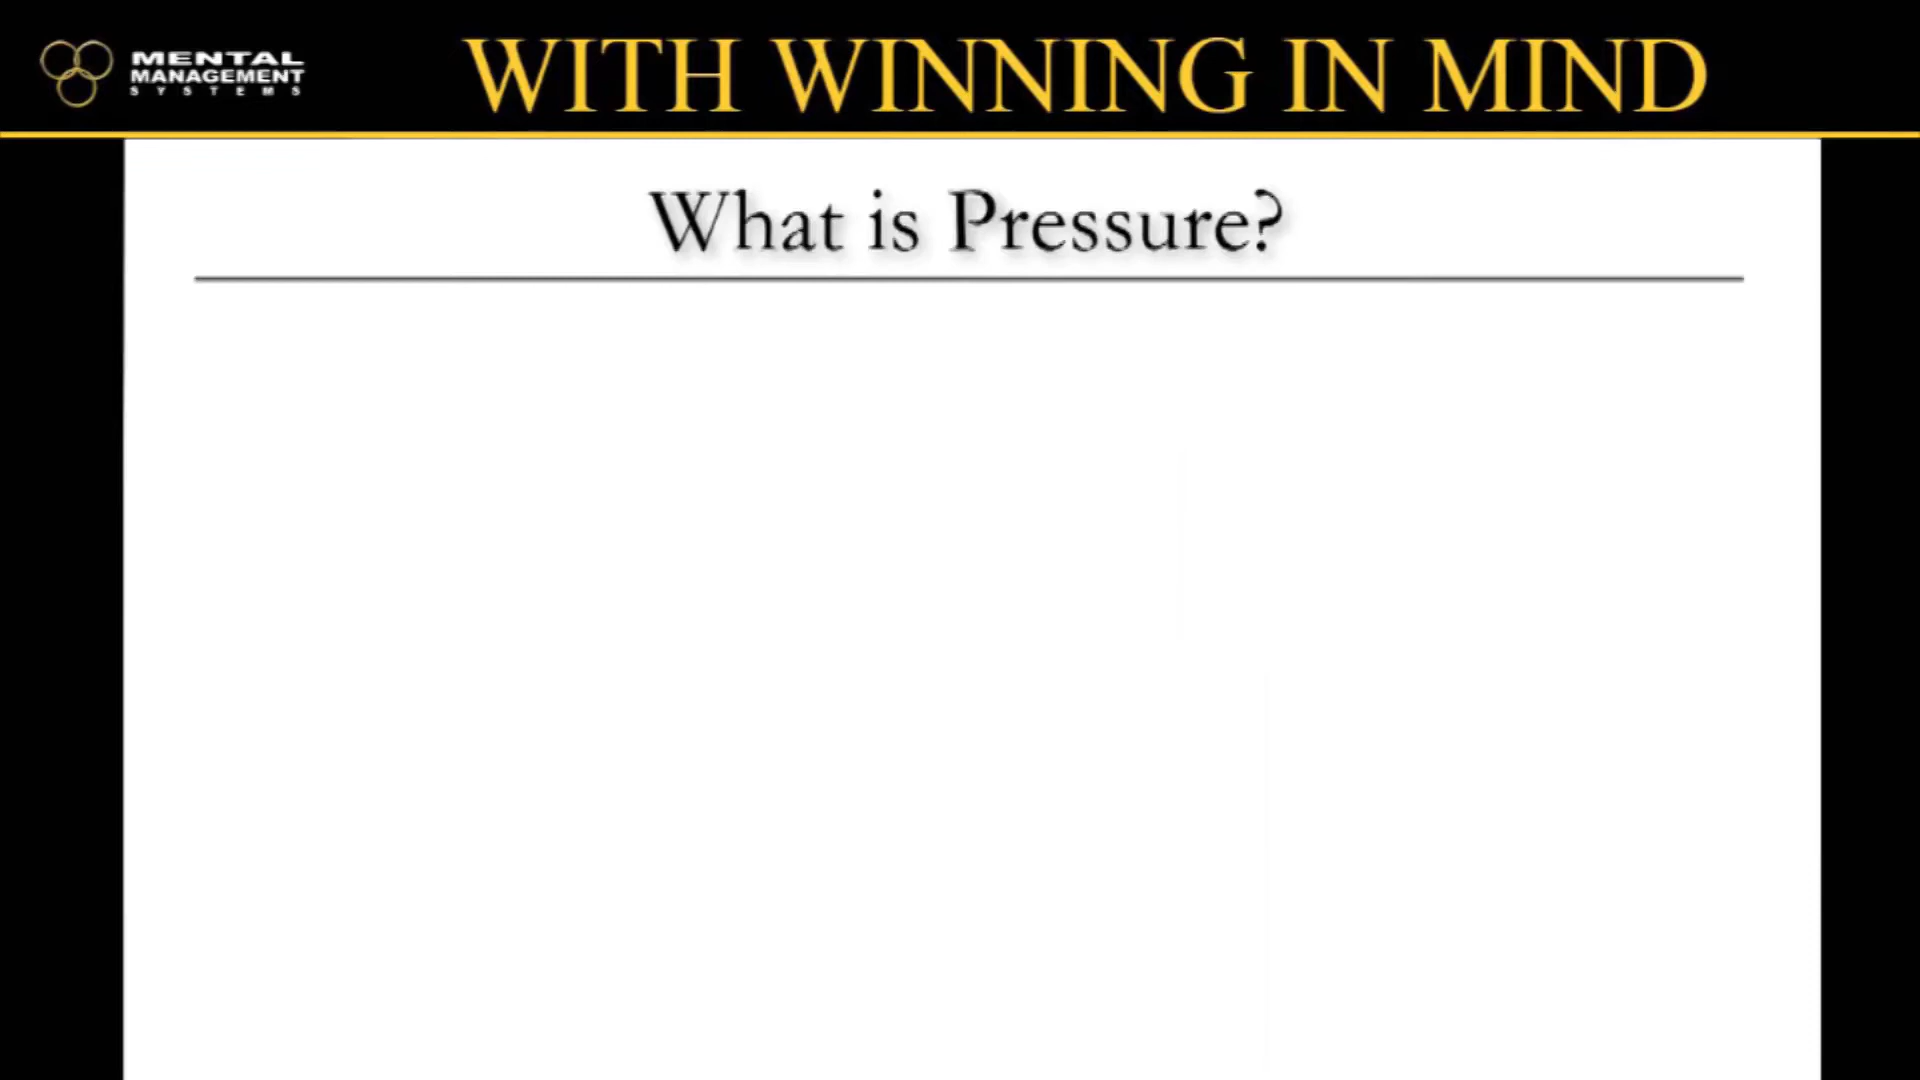 MENTAL
MANAGEMENT
SYSTEMS
WITH WINNING IN MIND
What is Pressure?